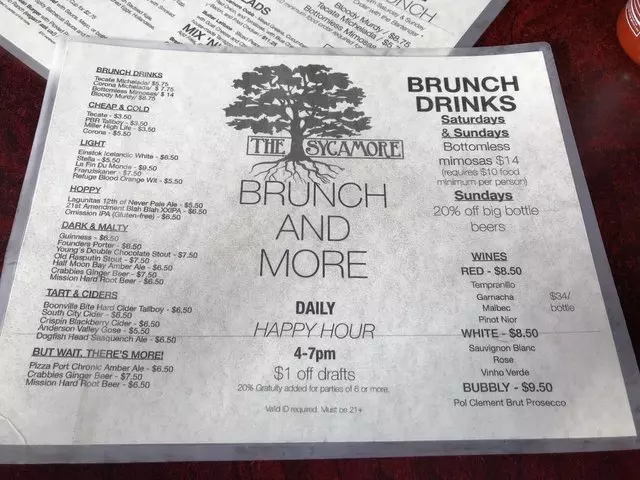 BRUNCH
Bloody Murdy/ $8.75
MIX 'N'
BRUNCH DRINKS
Tecate Michelada/ $5.75
Corona Michelada/ $ 7.75
Bottomless Mimosas/ $ 14
Bloody Murdy/ $8.75
CHEAP & COLD
Tecate - $3.50
PBR Tallboy - $3.50
Miller High Life - $3.50
Corona - $5.50
LIGHT
Einstok Icelandic White - $6.50
Stella - $5.50
La Fin Du Monde - $9.50
Franziskaner - $7.50
Refuge Blood Orange Wit - $5.50
HOPPY
Lagunitas 12th of Never Pale Ale - $5.50
21st Amendment Blah Blah XXIPA - $6.50
Omission IPA (Gluten-free) - $6.50
DARK & MALTY
Guinness - $6.50
Founders Porter - $6.50
Young's Double Chocolate Stout - $7.50
Old Rasputin Stout - $7.50
Half Moon Bay Amber Ale - $6.50
Crabbies Ginger Beer - $7.50
Mission Hard Root Beer - $6.50
TART & CIDERS
Boonville Bite Hard Cider Tallboy - $6.50
South City Cider - $6.50
Crispin Blackberry Cider - $6.50
Anderson Valley Gose - $5.50
Dogfish Head Sasquench Ale - $6.50
BUT WAIT, THERE'S MORE!
Pizza Port Chronic Amber Ale - $6.50
Crabbies Ginger Beer - $7.50
Mission Hard Root Beer - $6.50
THE SYCAMORE
BRUNCH
AND
MORE
DAILY
HAPPY HOUR
4-7pm
$1 off drafts
20% Gratuity added for parties of 6 or more.
Valid ID required. Must be 21+
BRUNCH
DRINKS
Saturdays
& Sundays
Bottomless
mimosas $14
(requires $10 food
minimum per person)
Sundays
20% off big bottle
beers
WINES
RED - $8.50
Tempranillo
Garnacha
Malbec
Pinot Nior
$34/
bottle
WHITE - $8.50
Sauvignon Blanc
Rose
Vinho Verde
BUBBLY - $9.50
Pol Clement Brut Prosecco